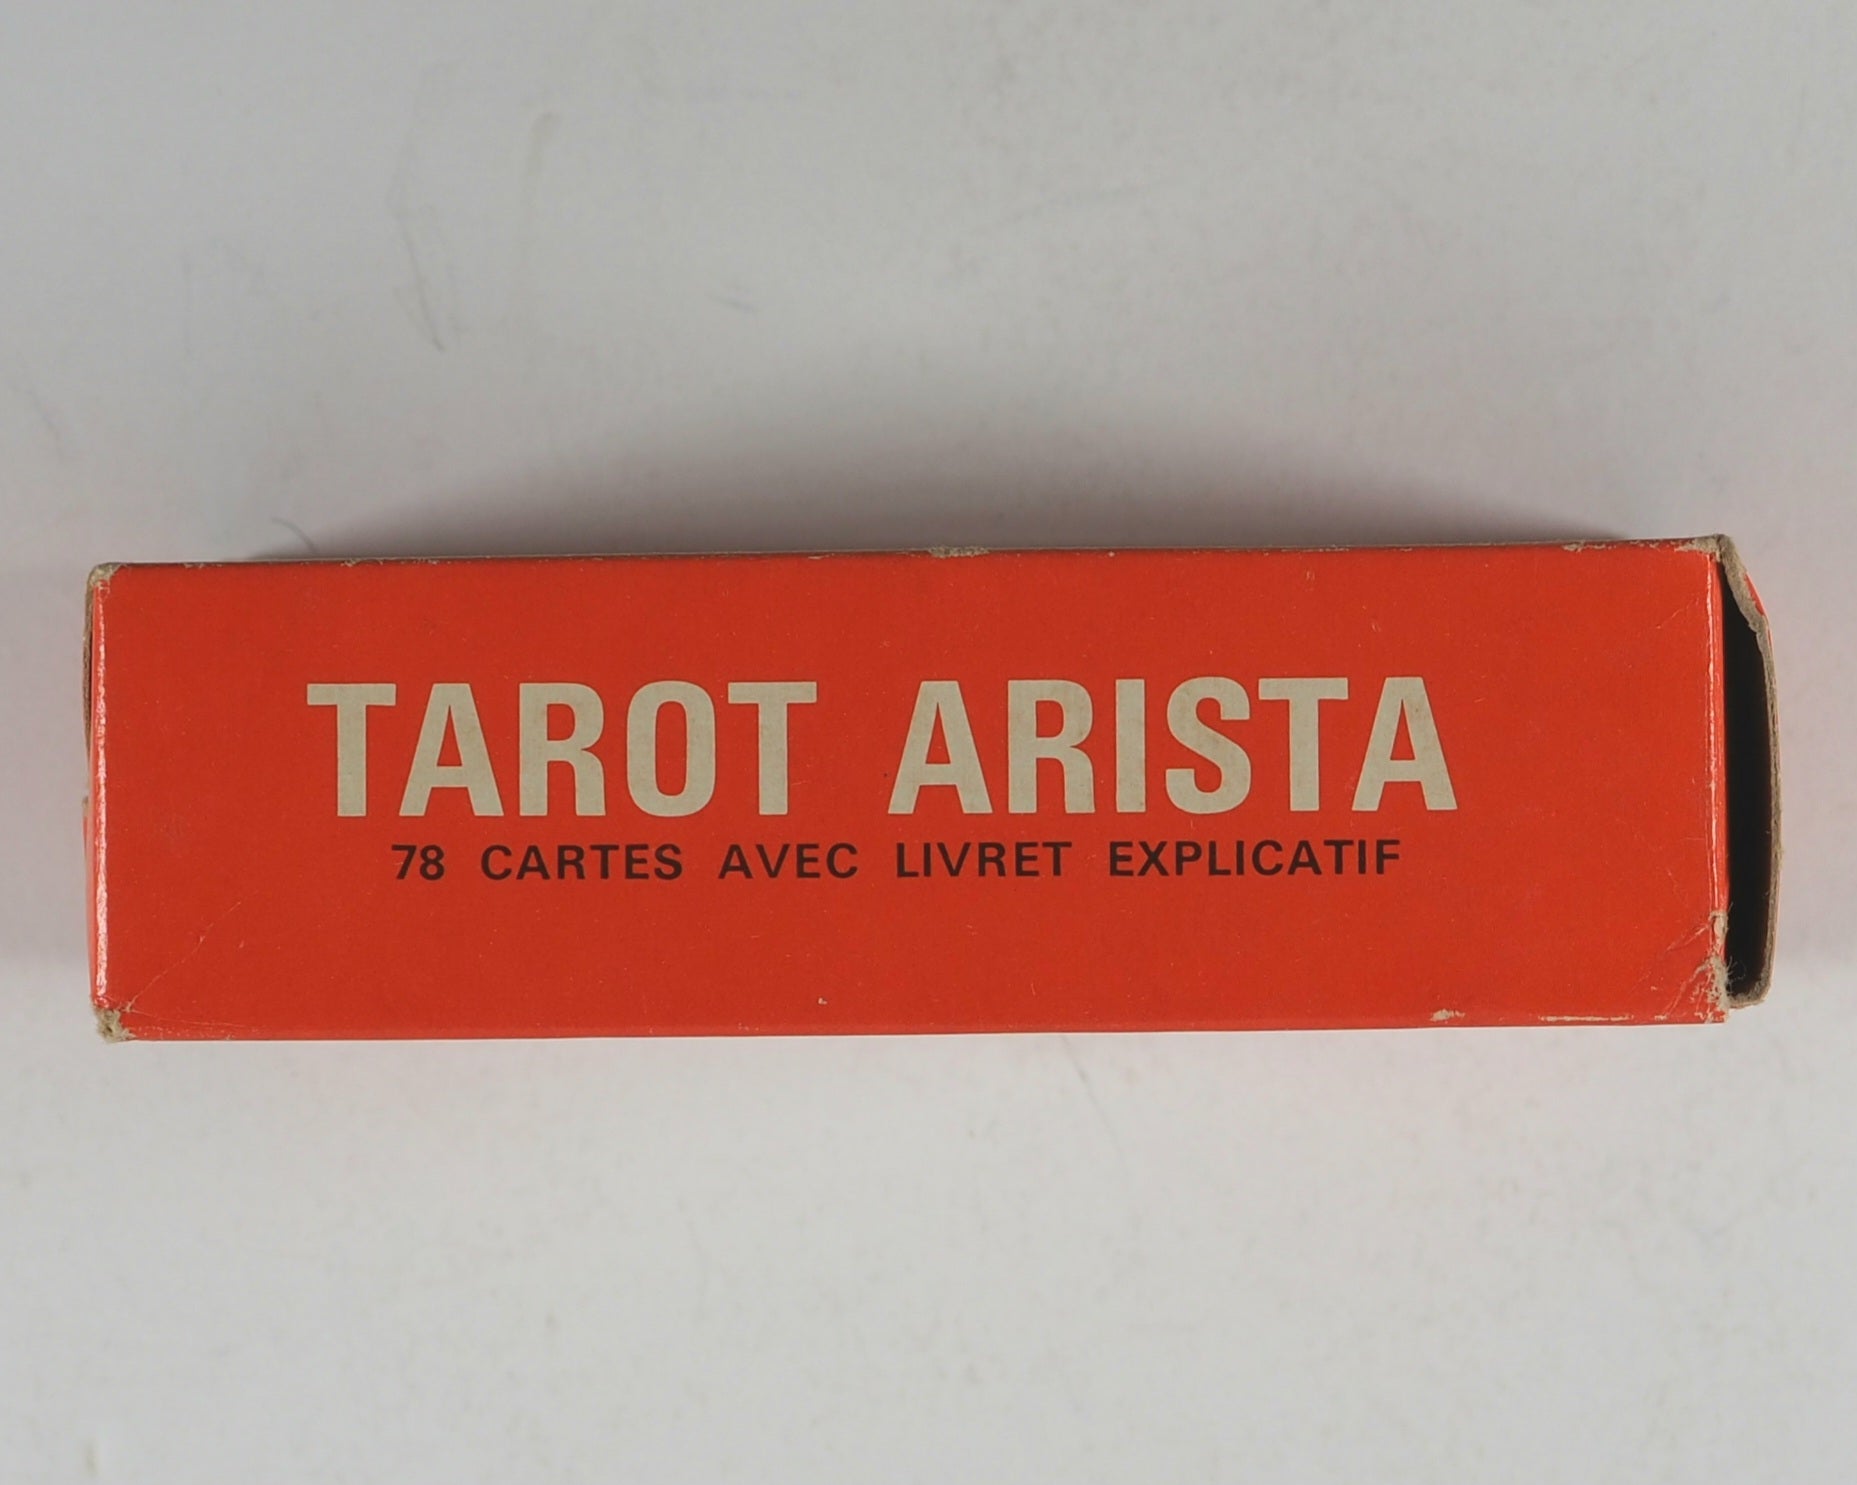 TAROT ARISTA
78 CARTES AVEC LIVRET EXPLICATIF